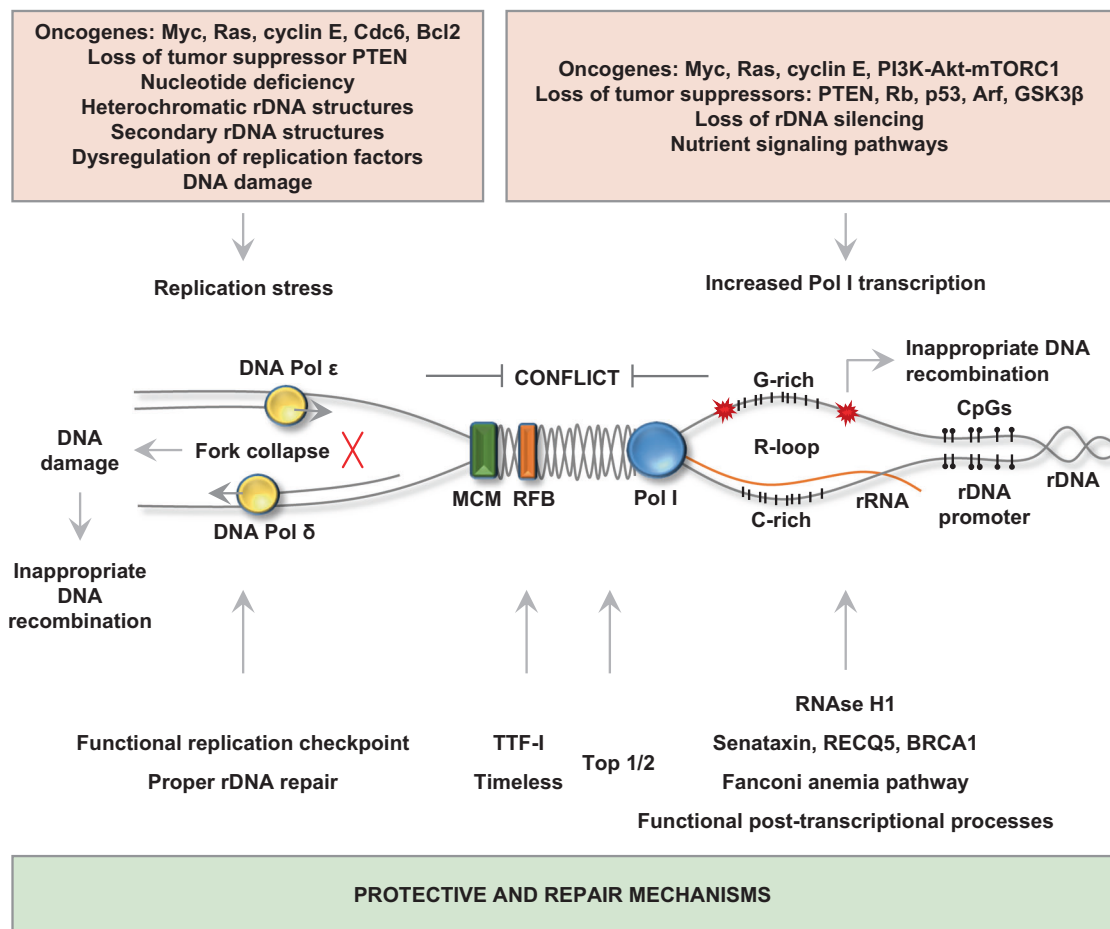 Oncogenes: Myc, Ras, cyclin E, Cdc6, Bcl2
Loss of tumor suppressor PTEN
Nucleotide deficiency
Heterochromatic rDNA structures
Secondary rDNA structures
Dysregulation of replication factors
DNA damage
Oncogenes: Myc, Ras, cyclin E, PI3K-Akt-mTORC1
Loss of tumor suppressors: PTEN, Rb, p53, Arf, GSK3β
Loss of rDNA silencing
Nutrient signaling pathways
Replication stress
Increased Pol I transcription
DNA Pol ε
CONFLICT
G-rich
Inappropriate DNA
recombination
CpGs
DNA
damage
Fork collapse
R-loop
MCM
RFB
Pol I
rRNA
rDNA
promoter
rDNA
C-rich
DNA Pol δ
Inappropriate
DNA
recombination
Functional replication checkpoint
Proper rDNA repair
TTF-I
Timeless
Top 1/2
RNAse H1
Senataxin, RECQ5, BRCA1
Fanconi anemia pathway
Functional post-transcriptional processes
PROTECTIVE AND REPAIR MECHANISMS